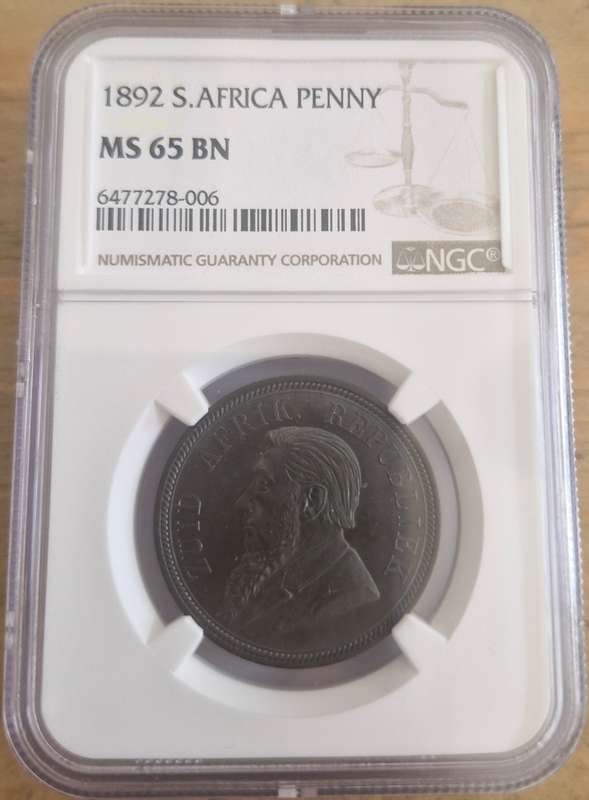 1892 S.AFRICA PENNY
MS 65 BN
6477278-006
NUMISMATIC GUARANTY CORPORATION
NGC®
ZUID AFRIK. REPUBLIEK